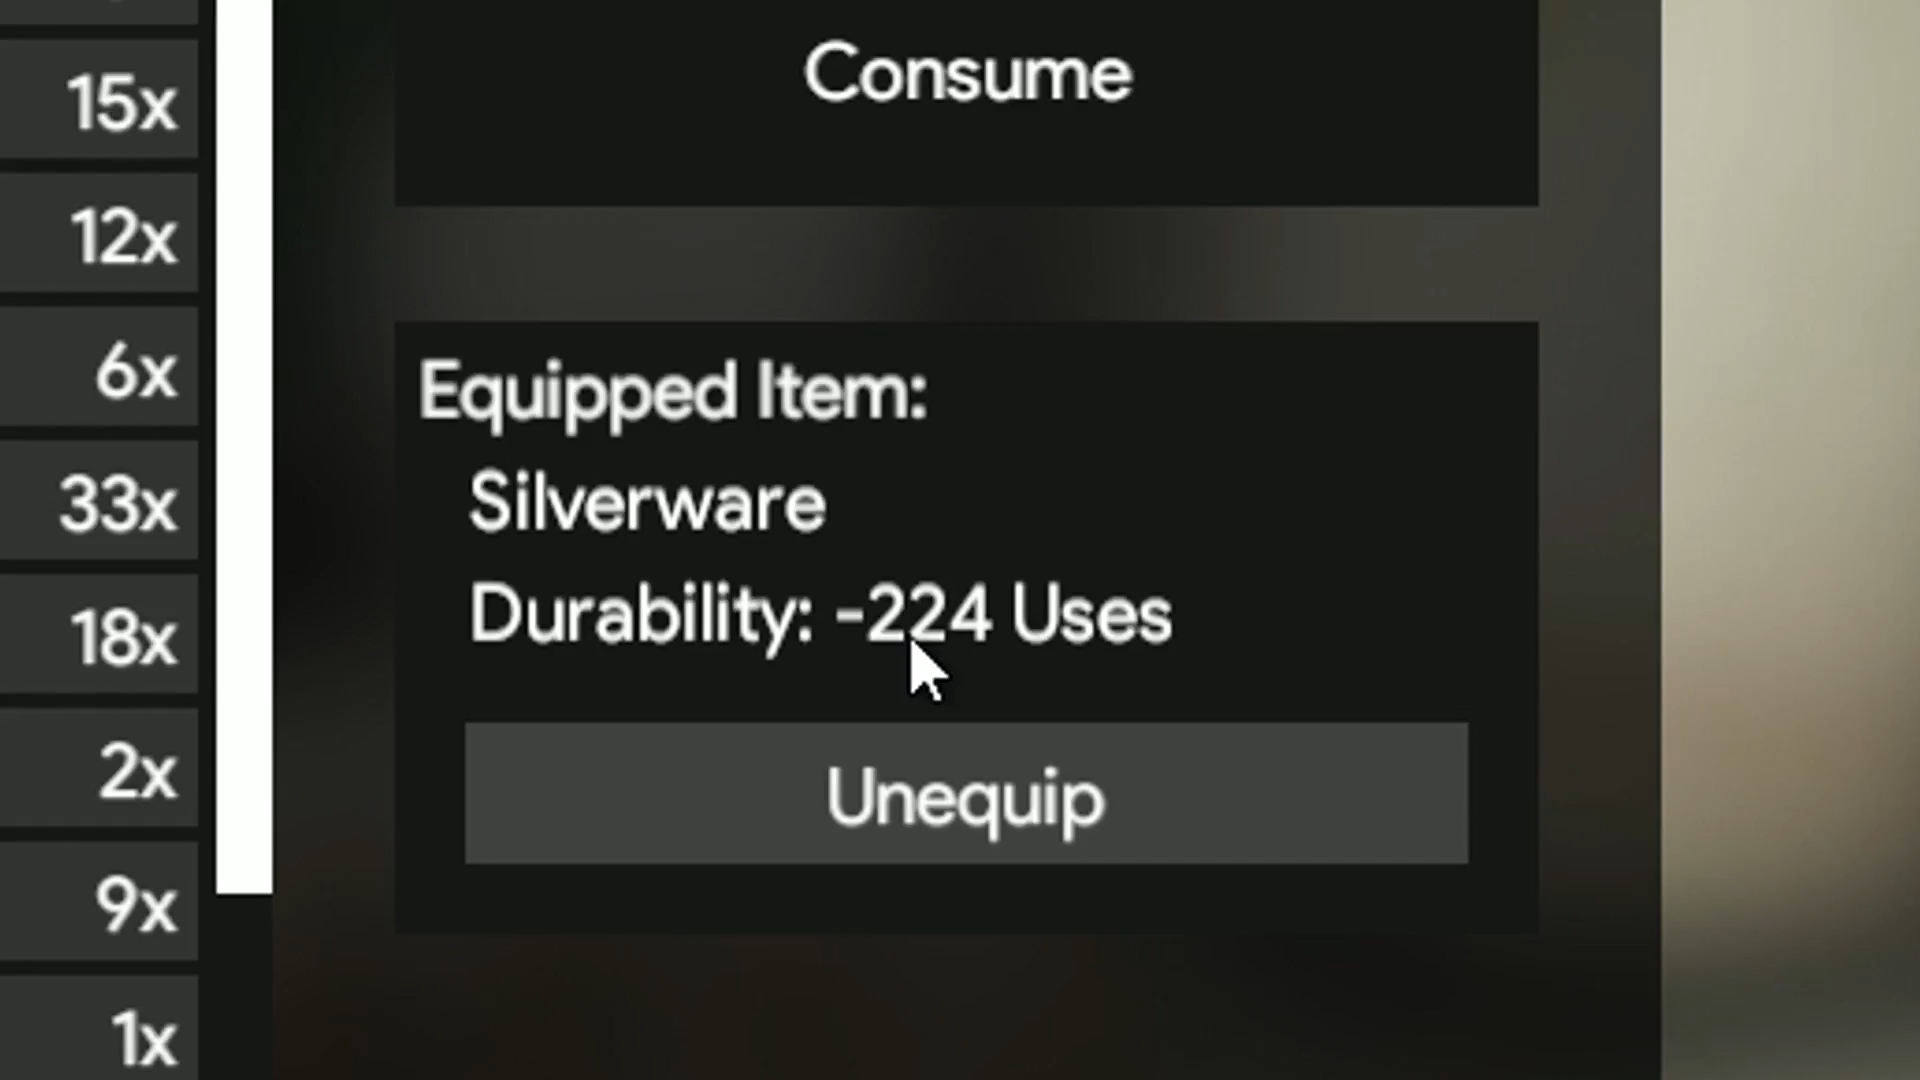 15x
12x
6x
33x
18x
2x
9x
1x
Consume
Equipped Item:
Silverware
Durability: -224 Uses
Unequip